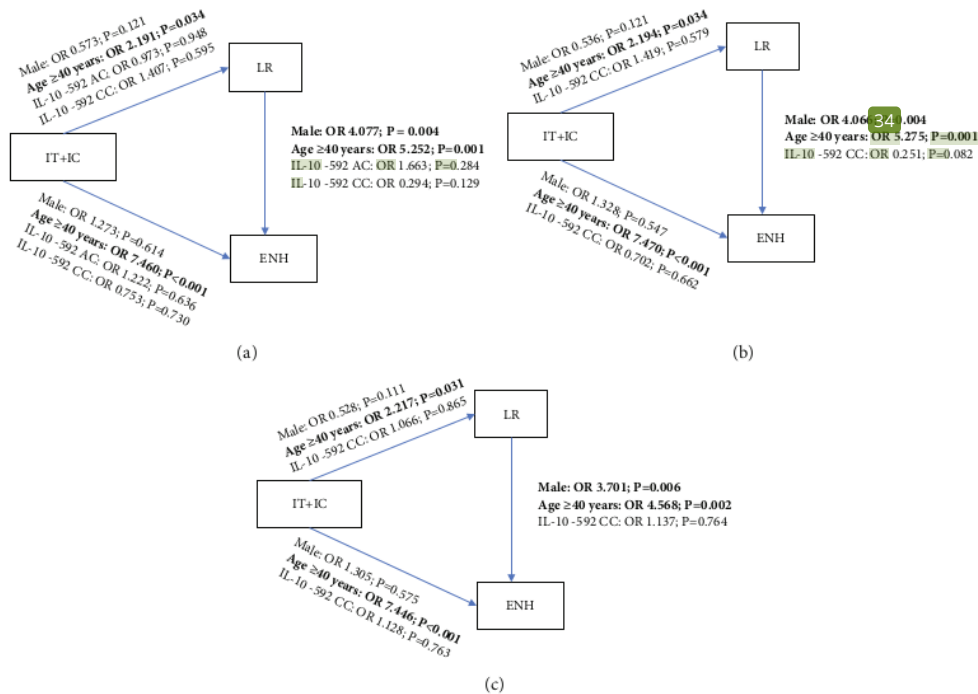 Male: OR 0.573; P=0.121
Age ≥40 years: OR 2.191; P=0.034
IL-10 -592 AC: OR 0.973; P=0.948
IL-10 -592 CC: OR 1.407; P=0.595
LR
IT+IC
Male: OR 4.077; P = 0.004
Age ≥40 years: OR 5.252; P=0.001
IL-10 -592 AC: OR 1.663; P=0.284
IL-10 -592 CC: OR 0.294; P=0.129
Male: OR 1.273; P=0.614
Age ≥40 years: OR 7.460; P<0.001
IL-10 -592 AC: OR 1.222; P=0.636
IL-10 -592 CC: OR 0.753; P=0.730
ENH
(a)
Male: OR 0.536; P=0.121
Age ≥40 years: OR 2.194; P=0.034
IL-10 -592 CC: OR 1.419; P=0.579
LR
IT+IC
34
Male: OR 4.066 0.004
Age ≥40 years: OR 5.275; P=0.001
IL-10 -592 CC: OR 0.251; P=0.082
Male: OR 1.328; P=0.547
Age ≥40 years: OR 7.470; P<0.001
IL-10 -592 CC: OR 0.702; P=0.662
ENH
(b)
Male: OR 0.528; P=0.111
Age ≥40 years: OR 2.217; P=0.031
IL-10 -592 CC: OR 1.066; P=0.865
LR
IT+IC
Male: OR 3.701; P=0.006
Age ≥40 years: OR 4.568; P=0.002
IL-10 -592 CC: OR 1.137; P=0.764
Male: OR 1.305; P=0.575
Age ≥40 years: OR 7.446; P<0.001
IL-10 -592 CC: OR 1.128; P=0.763
ENH
(c)